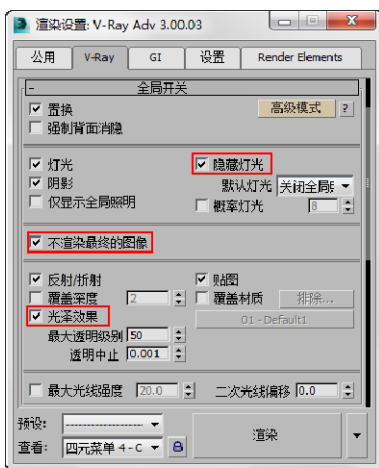 渲染设置: V-Ray Adv 3.00.03
公用 V-Ray GI 设置 Render Elements
- 全局开关
置换 高级模式 ?
强制背面消隐
灯光 隐藏灯光
阴影 默认灯光 关闭全局
仅显示全局照明 概率灯光 8
不渲染最终的图像
反射/折射 贴图
覆盖深度 2 覆盖材质 排除...
光泽效果 01 - Default1
最大透明级别 50
透明中止 0.001
最大光线强度 20.0 二次光线偏移 0.0
预设: -----------------
渲染
查看: 四元菜单 4 - C